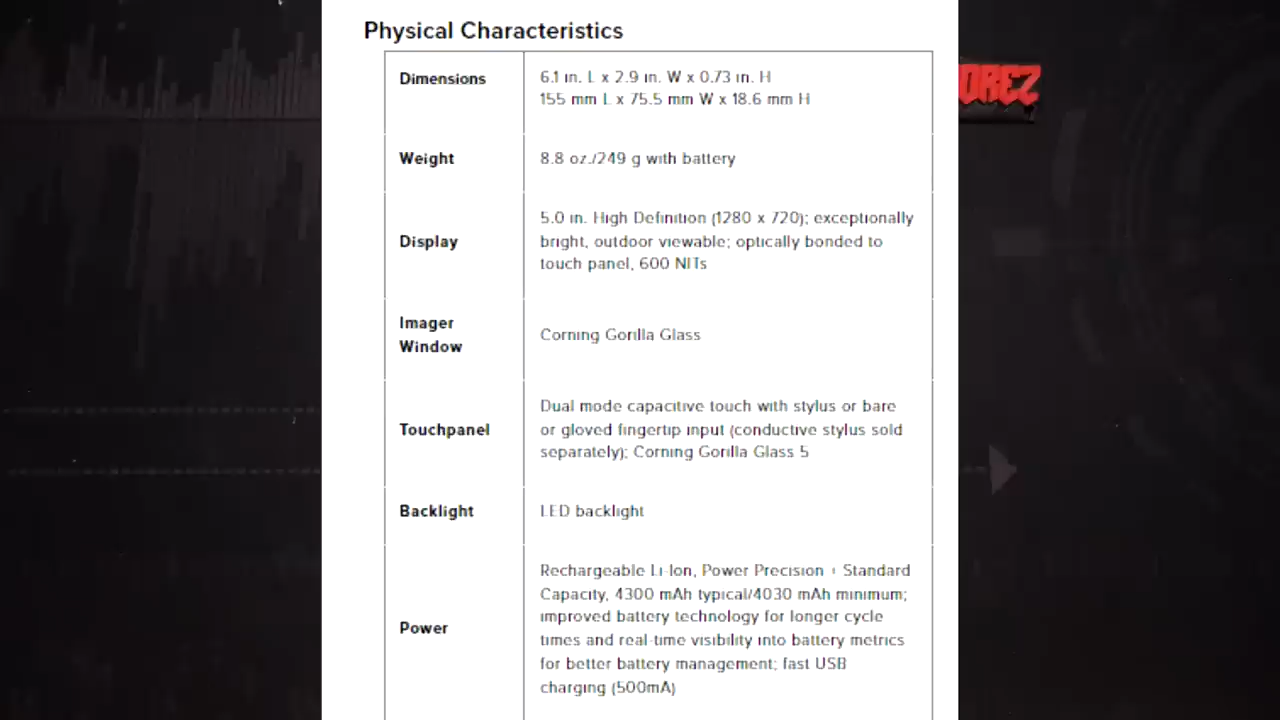 Physical Characteristics
Dimensions
6.1 in. L x 2.9 in. W x 0.73 in. H
155 mm L x 75.5 mm W x 18.6 mm H
Weight
8.8 oz./249 g with battery
Display
5.0 in. High Definition (1280 x 720); exceptionally
bright, outdoor viewable; optically bonded to
touch panel, 600 NITs
Imager
Window
Corning Gorilla Glass
Touchpanel
Dual mode capacitive touch with stylus or bare
or gloved fingertip input (conductive stylus sold
separately); Corning Gorilla Glass 5
Backlight
LED backlight
Power
Rechargeable Li-Ion, Power Precision + Standard
Capacity, 4300 mAh typical/4030 mAh minimum;
improved battery technology for longer cycle
times and real-time visibility into battery metrics
for better battery management; fast USB
charging (500mA)